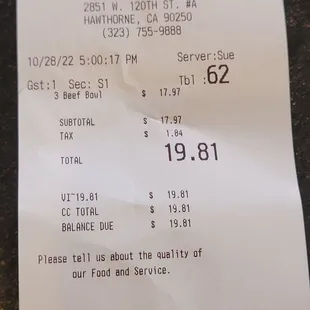 2851 W. 120TH ST. #A
HAWTHORNE, CA 90250
(323) 755-9888
10/28/22 5:00:17 PM Server:Sue
Gst:1 Sec: S1 Tbl :62
3 Beef Bowl $ 17.97
SUBTOTAL $ 17.97
TAX $ 1.84
TOTAL 19.81
VI~19.81 $ 19.81
CC TOTAL $ 19.81
BALANCE DUE $ 19.81
Please tell us about the quality of
our Food and Service.